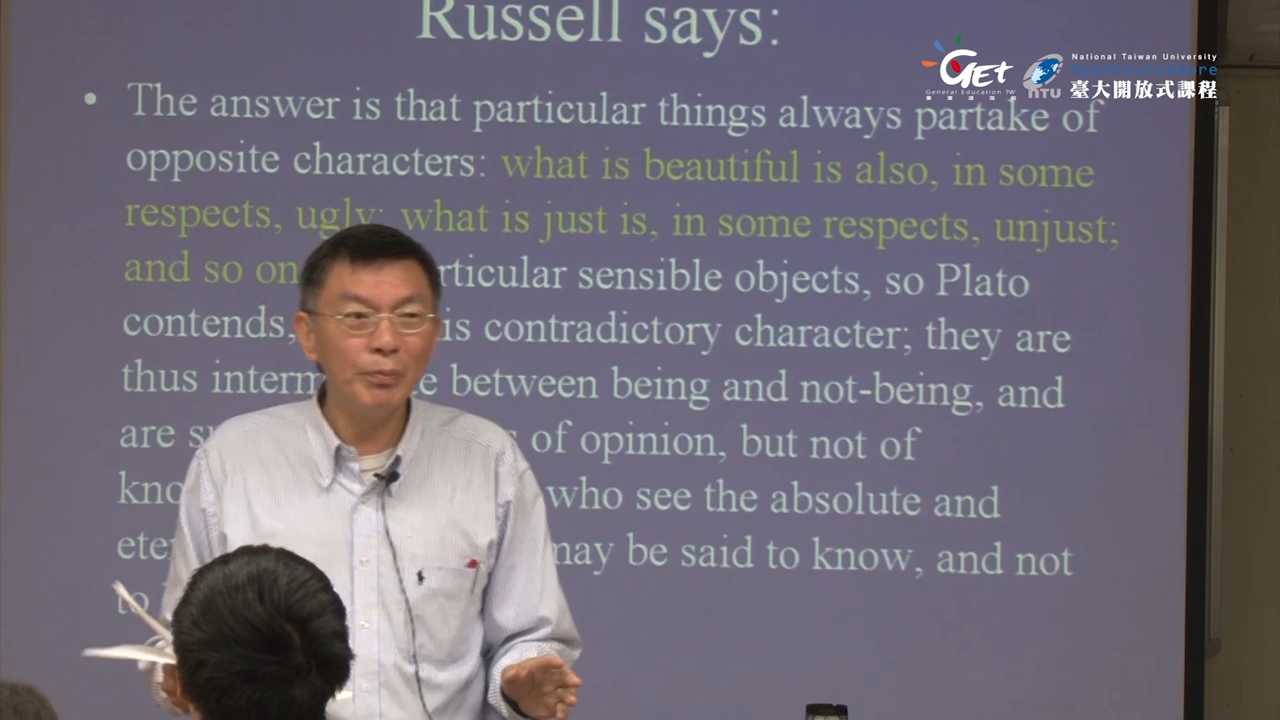 Russell says:
GET
General Education TW
National Taiwan University
NTU
臺大開放式課程
• The answer is that particular things always partake of
opposite characters: what is beautiful is also, in some
respects, ugly; what is just is, in some respects, unjust;
and so on rticular sensible objects, so Plato
contends, is contradictory character; they are
thus interm e between being and not-being, and
are s s of opinion, but not of
kno who see the absolute and
eter may be said to know, and not
to